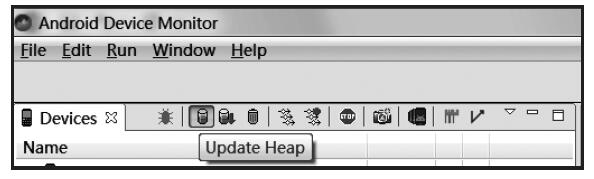 Android Device Monitor
File Edit Run Window Help
Devices
Name
Update Heap